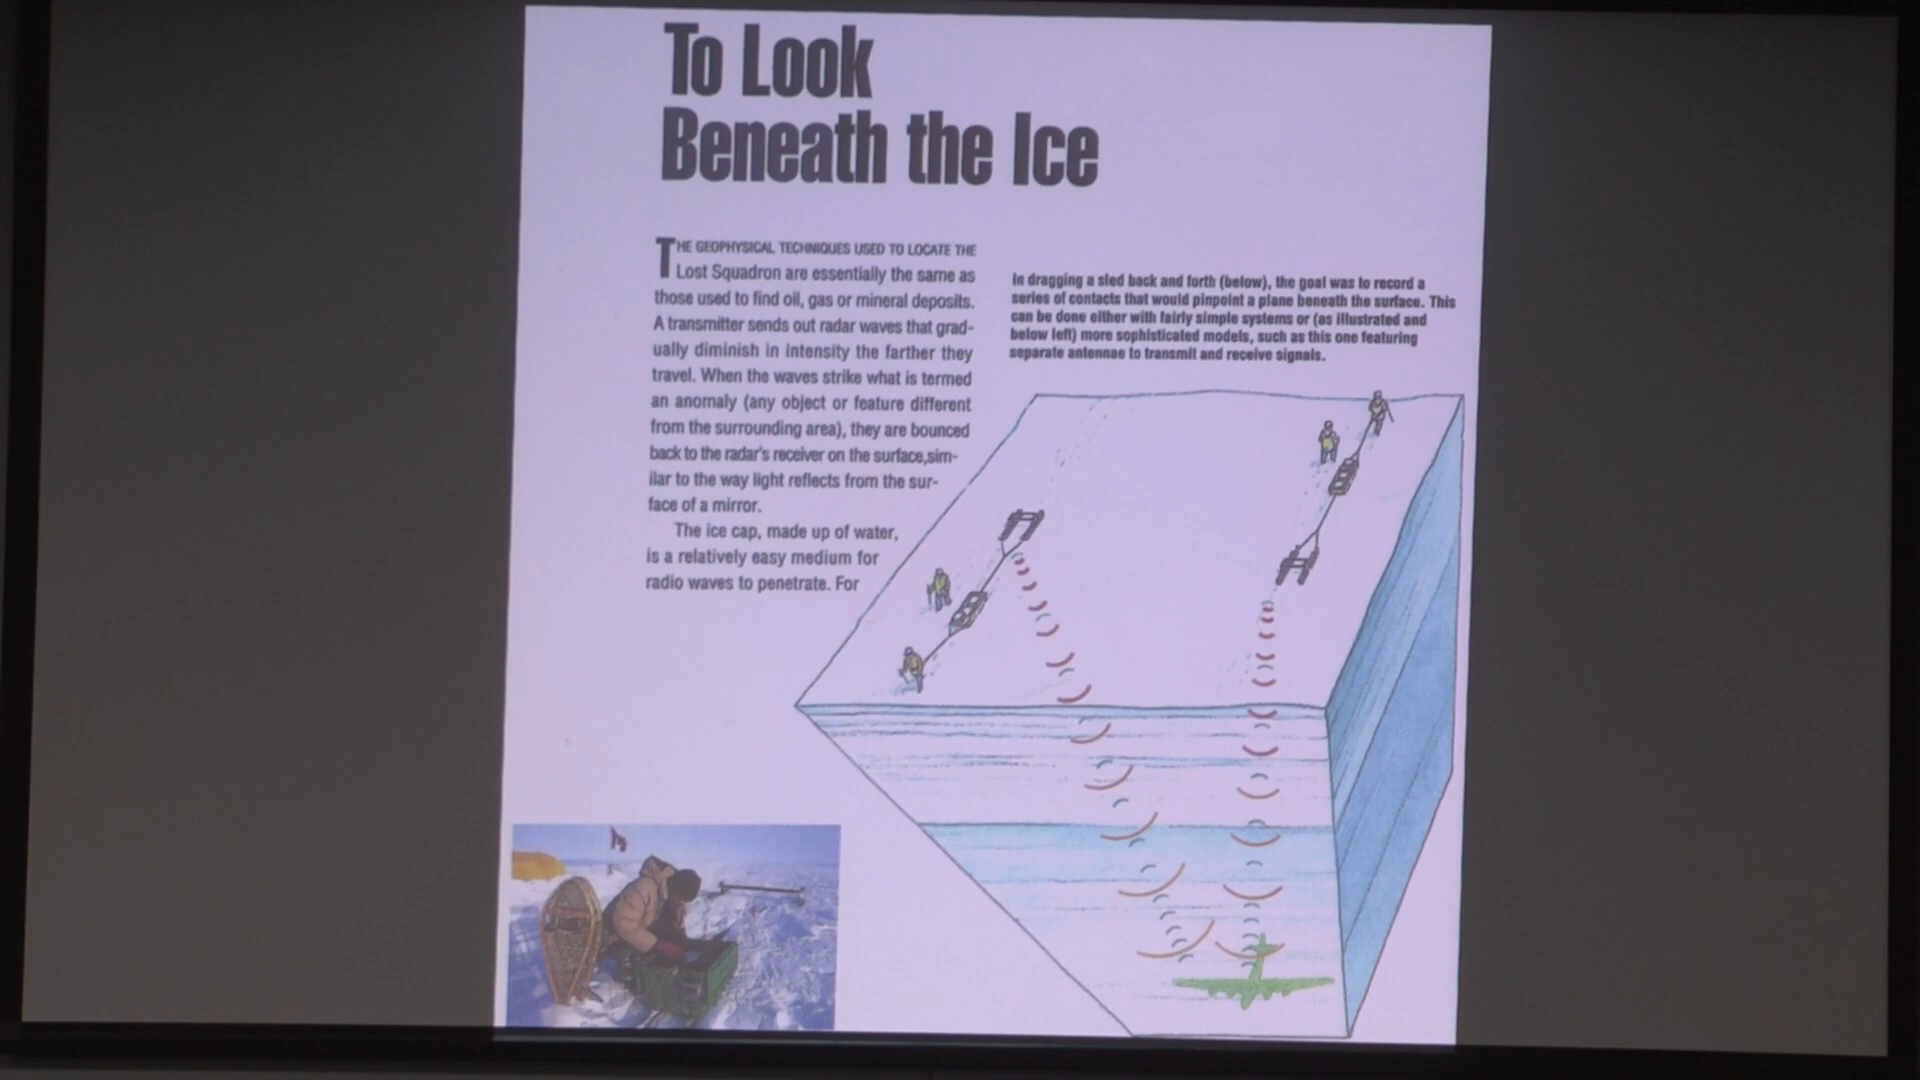 To Look
Beneath the Ice
THE GEOPHYSICAL TECHNIQUES USED TO LOCATE THE
Lost Squadron are essentially the same as
those used to find oil, gas or mineral deposits.
A transmitter sends out radar waves that grad-
ually diminish in intensity the farther they
travel. When the waves strike what is termed
an anomaly (any object or feature different
from the surrounding area), they are bounced
back to the radar's receiver on the surface,sim-
ilar to the way light reflects from the sur-
face of a mirror.
The ice cap, made up of water,
is a relatively easy medium for
radio waves to penetrate. For
In dragging a sled back and forth (below), the goal was to record a
series of contacts that would pinpoint a plane beneath the surface. This
can be done either with fairly simple systems or (as illustrated and
below left) more sophisticated models, such as this one featuring
separate antennae to transmit and receive signals.